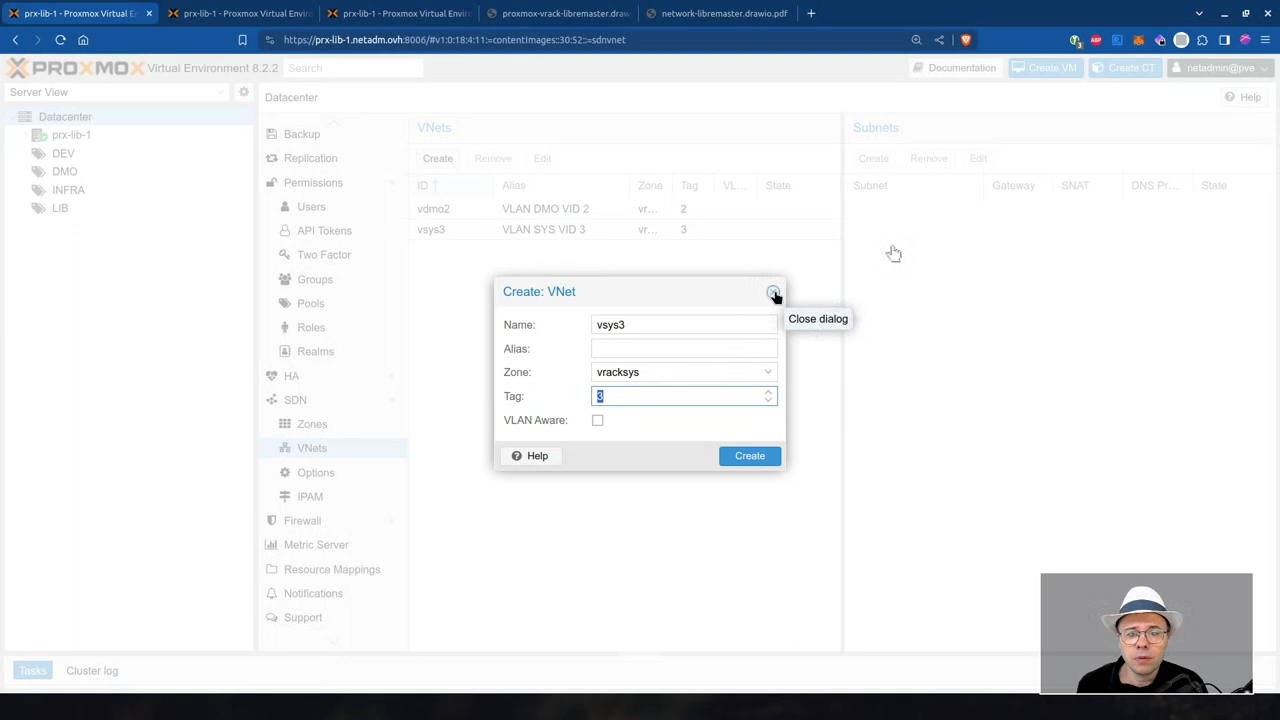 prx-lib-1 - Proxmox Virtual E
prx-lib-1 - Proxmox Virtual Enviro
prx-lib-1 - Proxmox Virtual Enviro
proxmox-vrack-libremaster.draw
network-libremaster.drawio.pdf
https://prx-lib-1.netadm.ovh:8006/#v1:0:18:4:11:=contentImages::30:52::=sdnvnet
PROXMOX Virtual Environment 8.2.2
Search
Documentation
Create VM
Create CT
netadmin@pve
Server View
Datacenter
Help
Datacenter
prx-lib-1
DEV
DMO
INFRA
LIB
Backup
Replication
Permissions
Users
API Tokens
Two Factor
Groups
Pools
Roles
Realms
HA
SDN
Zones
VNets
Options
IPAM
Firewall
Metric Server
Resource Mappings
Notifications
Support
VNets
Create
Remove
Edit
ID
Alias
Zone
Tag
VL...
State
vdmo2
VLAN DMO VID 2
vr...
2
vsys3
VLAN SYS VID 3
vr...
3
Subnets
Create
Remove
Edit
Subnet
Gateway
SNAT
DNS Pr...
State
Create: VNet
Close dialog
Name:
vsys3
Alias:
Zone:
vracksys
Tag:
3
VLAN Aware:
Help
Create
Tasks
Cluster log